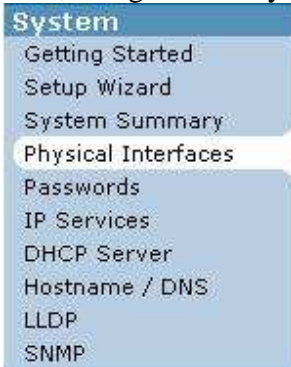 System
Getting Started
Setup Wizard
System Summary
Physical Interfaces
Passwords
IP Services
DHCP Server
Hostname / DNS
LLDP
SNMP